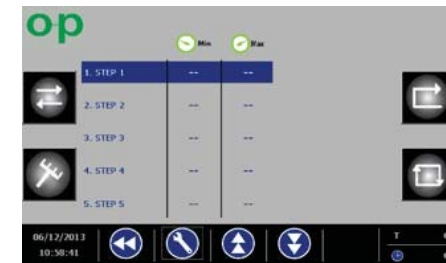 op
Min Max
1. STEP 1 -- --
2. STEP 2 -- --
3. STEP 3 -- --
4. STEP 4 -- --
5. STEP 5 -- --
06/12/2013
10:58:41
T